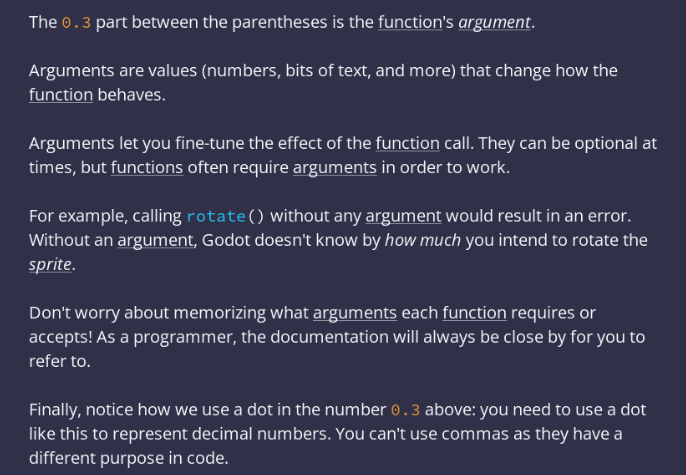 The 0.3 part between the parentheses is the function's argument.
Arguments are values (numbers, bits of text, and more) that change how the
function behaves.
Arguments let you fine-tune the effect of the function call. They can be optional at
times, but functions often require arguments in order to work.
For example, calling rotate() without any argument would result in an error.
Without an argument, Godot doesn't know by how much you intend to rotate the
sprite.
Don't worry about memorizing what arguments each function requires or
accepts! As a programmer, the documentation will always be close by for you to
refer to.
Finally, notice how we use a dot in the number 0.3 above: you need to use a dot
like this to represent decimal numbers. You can't use commas as they have a
different purpose in code.